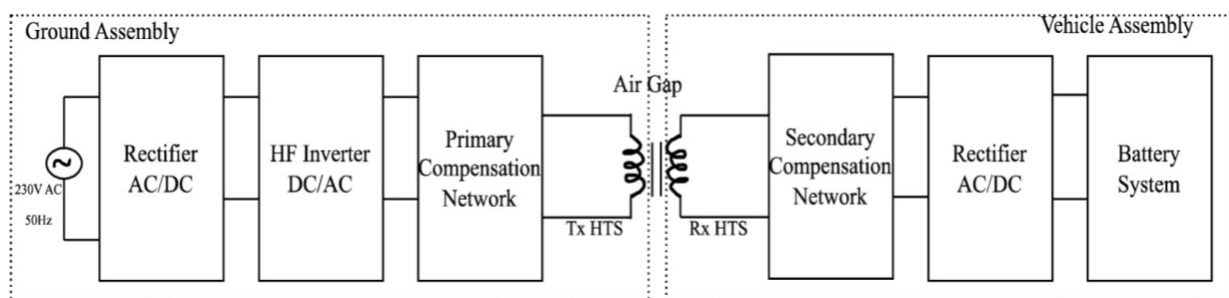 Ground Assembly
Vehicle Assembly
Air Gap
230V AC
50Hz
Rectifier
AC/DC
HF Inverter
DC/AC
Primary
Compensation
Network
Tx HTS
Rx HTS
Secondary
Compensation
Network
Rectifier
AC/DC
Battery
System